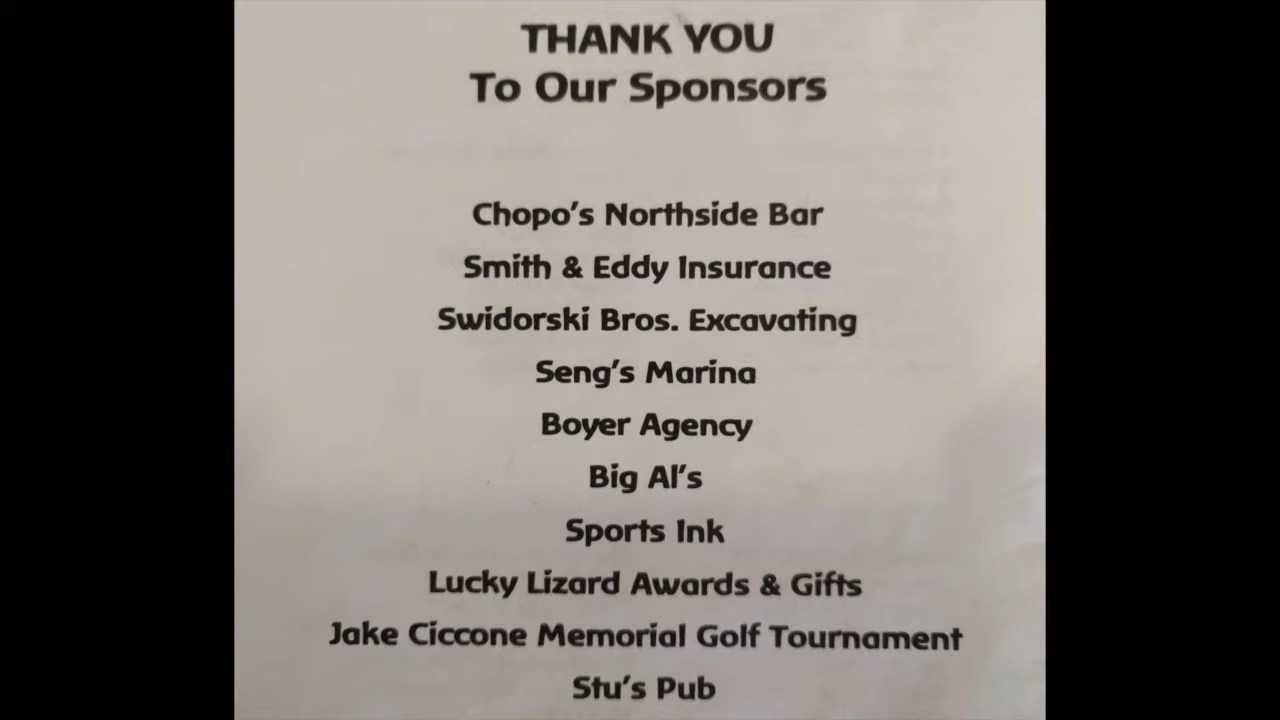 THANK YOU
To Our Sponsors
Chopo's Northside Bar
Smith & Eddy Insurance
Swidorski Bros. Excavating
Seng's Marina
Boyer Agency
Big Al's
Sports Ink
Lucky Lizard Awards & Gifts
Jake Ciccone Memorial Golf Tournament
Stu's Pub